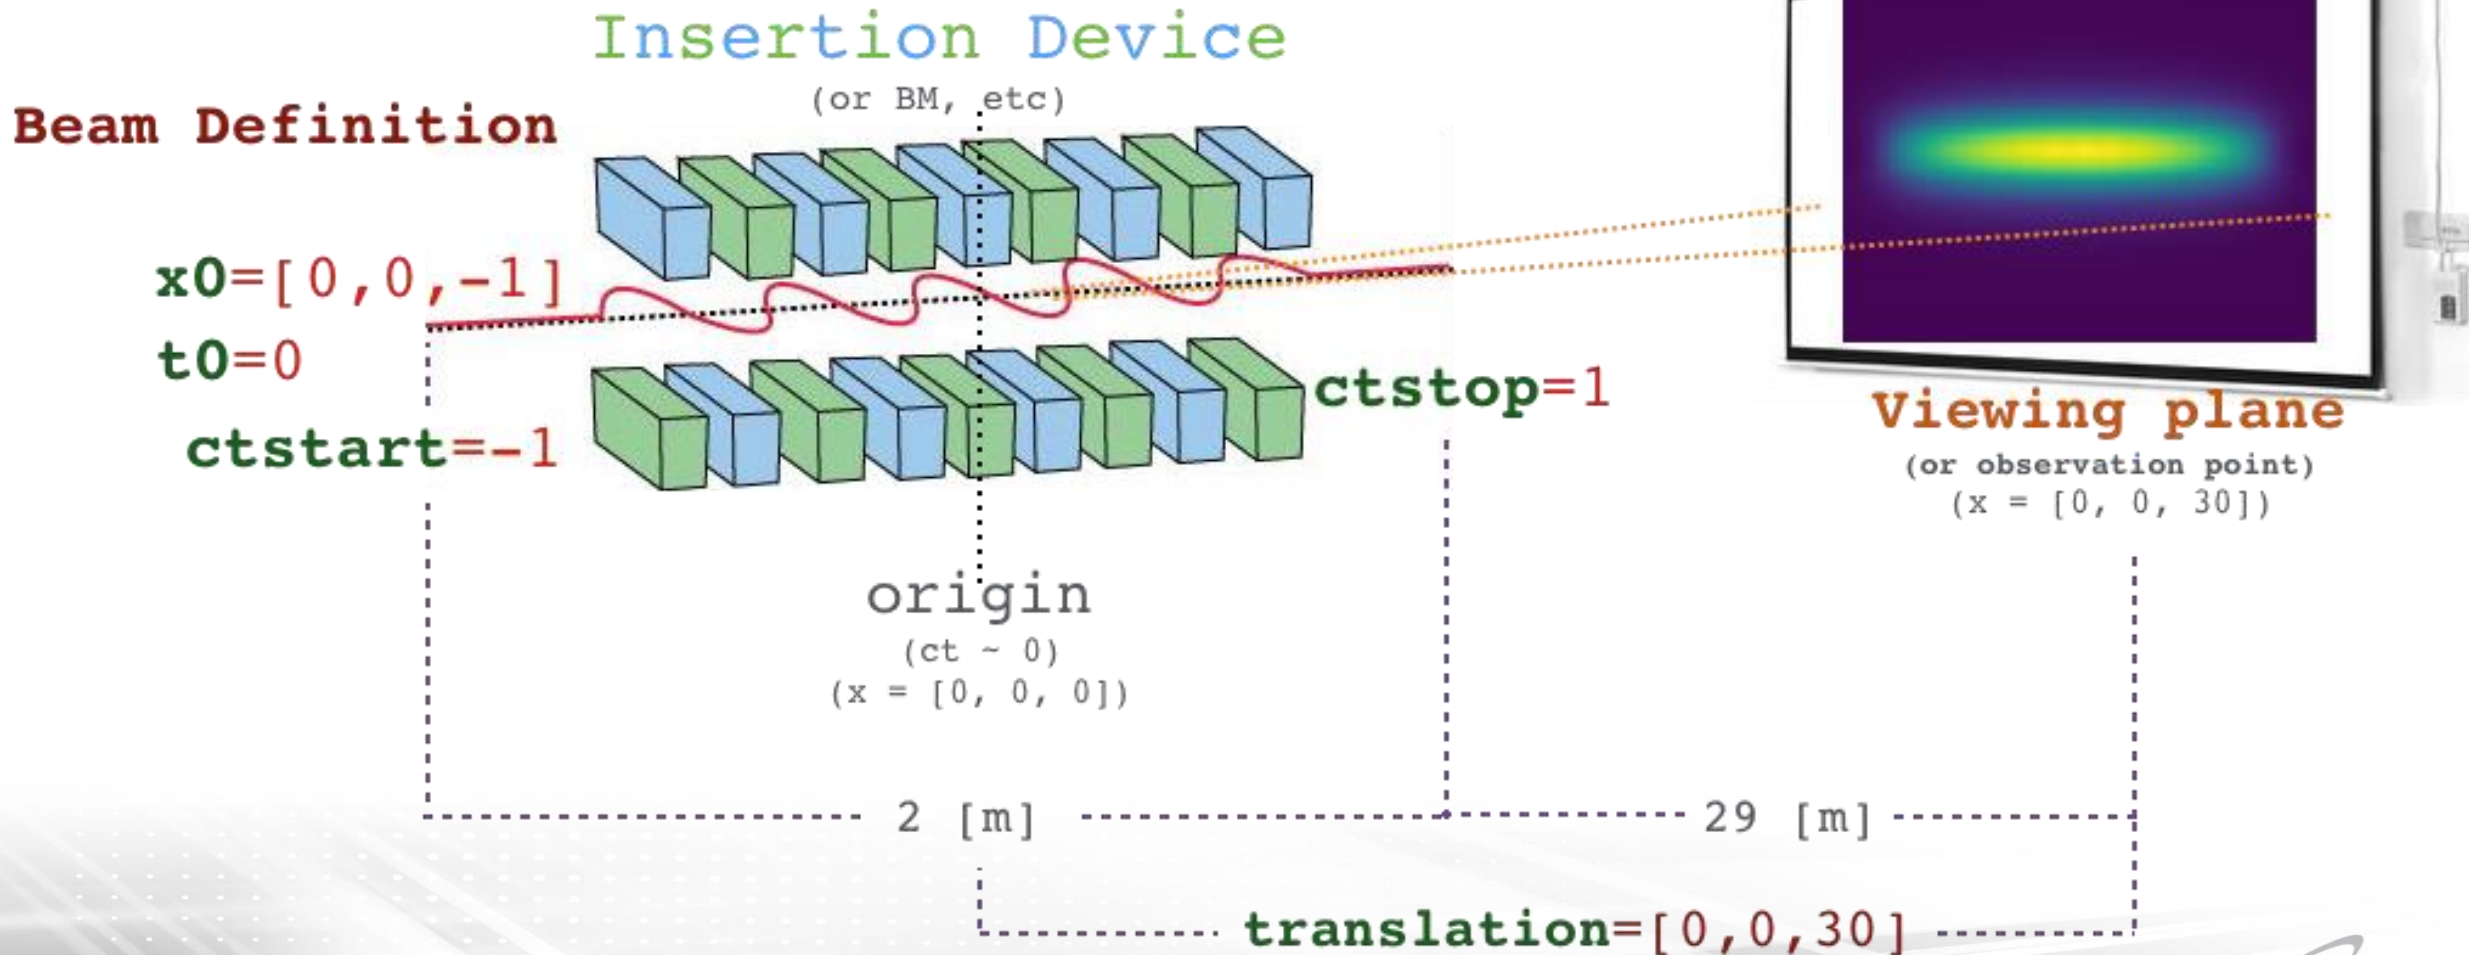 Insertion Device
(or BM, etc)
Beam Definition
x0=[0,0,-1]
t0=0
ctstart=-1
ctstop=1
Viewing plane
(or observation point)
(x = [0, 0, 30])
origin
(ct ~ 0)
(x = [0, 0, 0])
2 [m]
29 [m]
translation=[0,0,30]